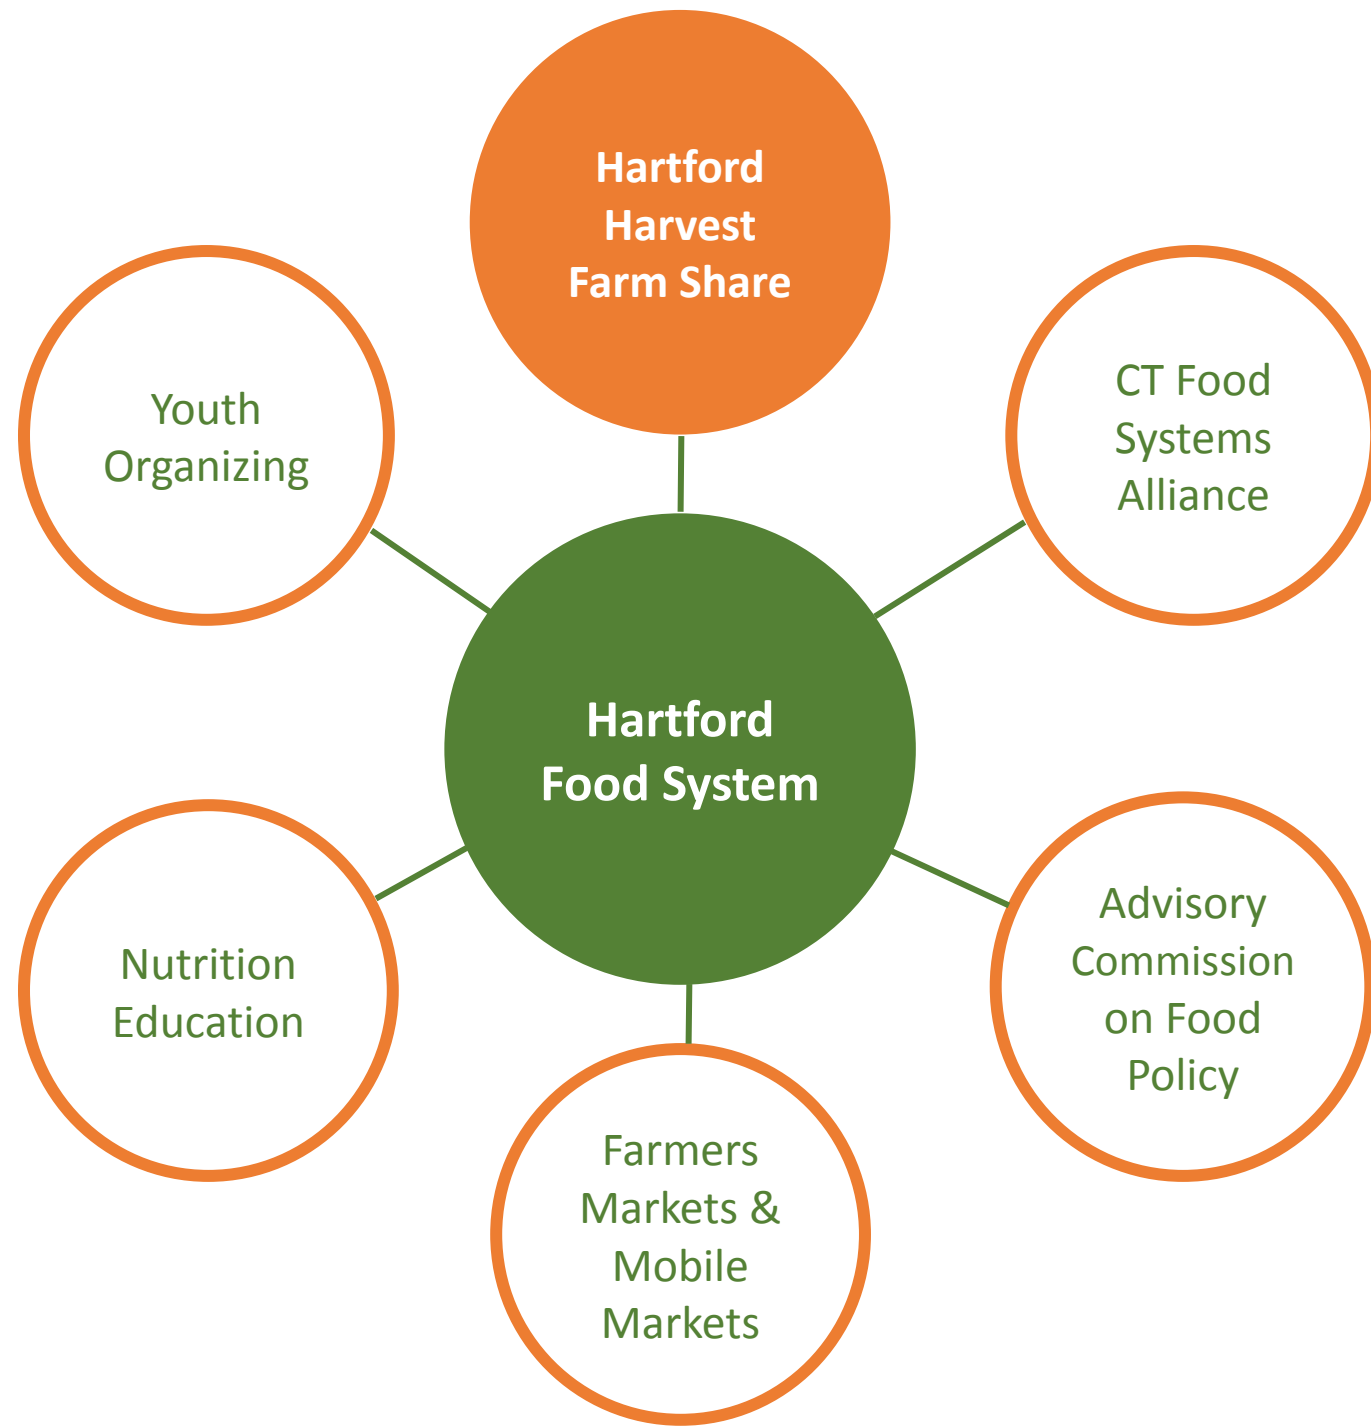 Hartford
Harvest
Farm Share
CT Food
Systems
Alliance
Youth
Organizing
Hartford
Food System
Advisory
Commission
on Food
Policy
Nutrition
Education
Farmers
Markets &
Mobile
Markets